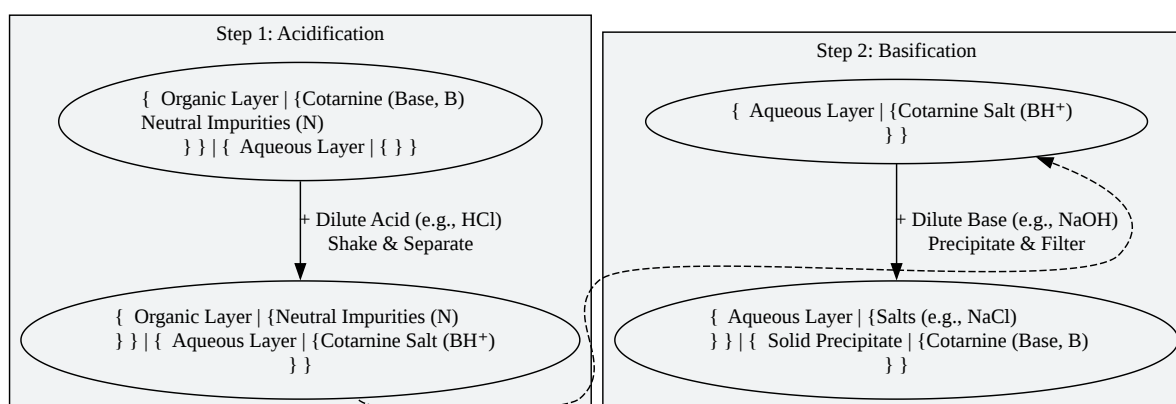 Step 1: Acidification
{ Organic Layer | {Cotarnine (Base, B)
Neutral Impurities (N)
} } | { Aqueous Layer | { } }
+ Dilute Acid (e.g., HCl)
Shake & Separate
{ Organic Layer | {Neutral Impurities (N)
} } | { Aqueous Layer | {Cotarnine Salt (BH⁺)
} }
Step 2: Basification
{ Aqueous Layer | {Cotarnine Salt (BH⁺)
} }
+ Dilute Base (e.g., NaOH)
Precipitate & Filter
{ Aqueous Layer | {Salts (e.g., NaCl)
} } | { Solid Precipitate | {Cotarnine (Base, B)
} }